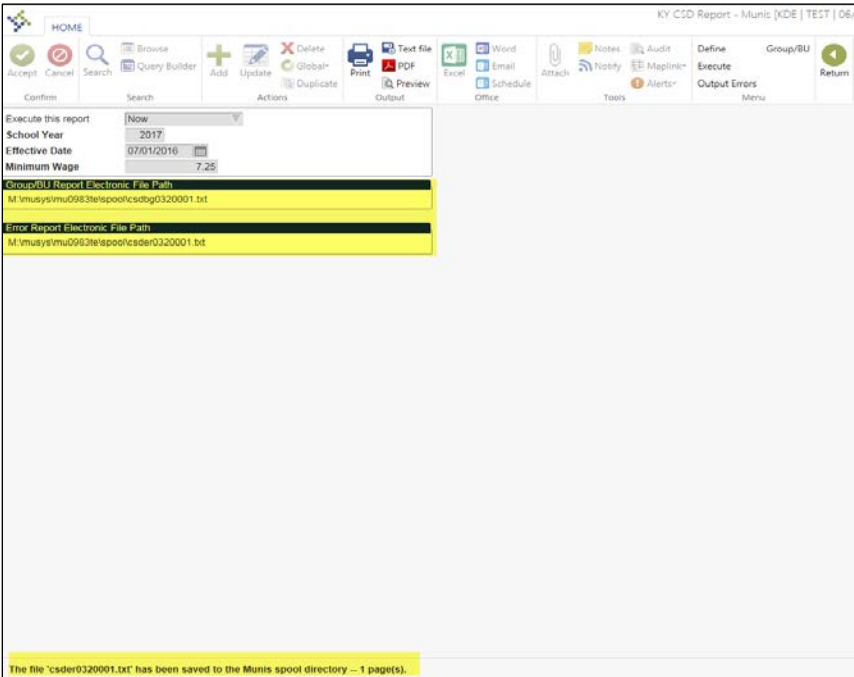 KY CSD Report - Munis [KDE | TEST | 06/
HOME
Accept Cancel Search Browse Query Builder Add Update Delete Global Duplicate Print Text file PDF Preview Excel Word Email Schedule Attach Notes Notify Audit Maplink Alerts Define Execute Output Errors Group/BU Return
Confirm Search Actions Output Office Tools Menu
Execute this report Now
School Year 2017
Effective Date 07/01/2016
Minimum Wage 7.25
Group/BU Report Electronic File Path
M:\musys\mu0983te\spool\csdbg0320001.txt
Error Report Electronic File Path
M:\musys\mu0983te\spool\csder0320001.txt
The file 'csder0320001.txt' has been saved to the Munis spool directory -- 1 page(s).